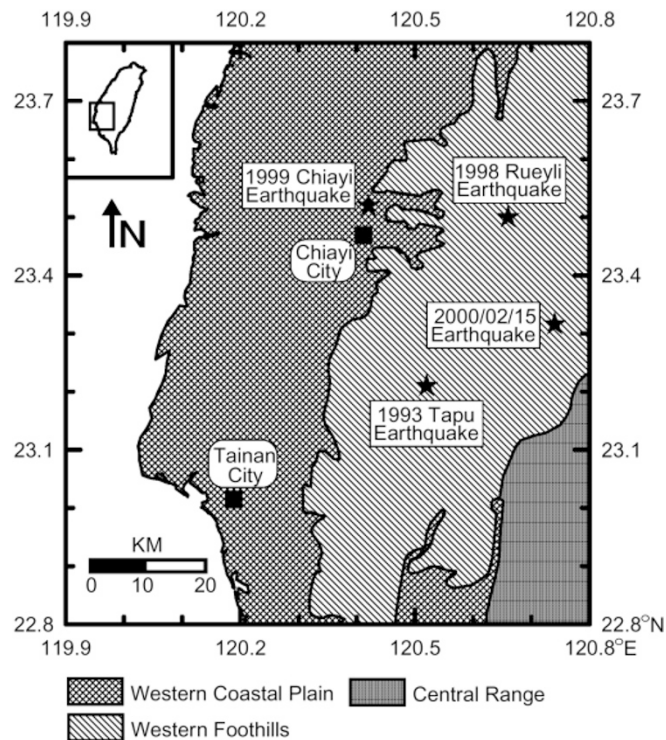 119.9 120.2 120.5 120.8
23.7 23.7
1999 Chiayi
Earthquake
1998 Rueyli
Earthquake
N
Chiayi
City
23.4 23.4
2000/02/15
Earthquake
1993 Tapu
Earthquake
23.1 23.1
Tainan
City
KM
0 10 20
22.8 22.8°N
119.9 120.2 120.5 120.8°E
Western Coastal Plain Central Range
Western Foothills